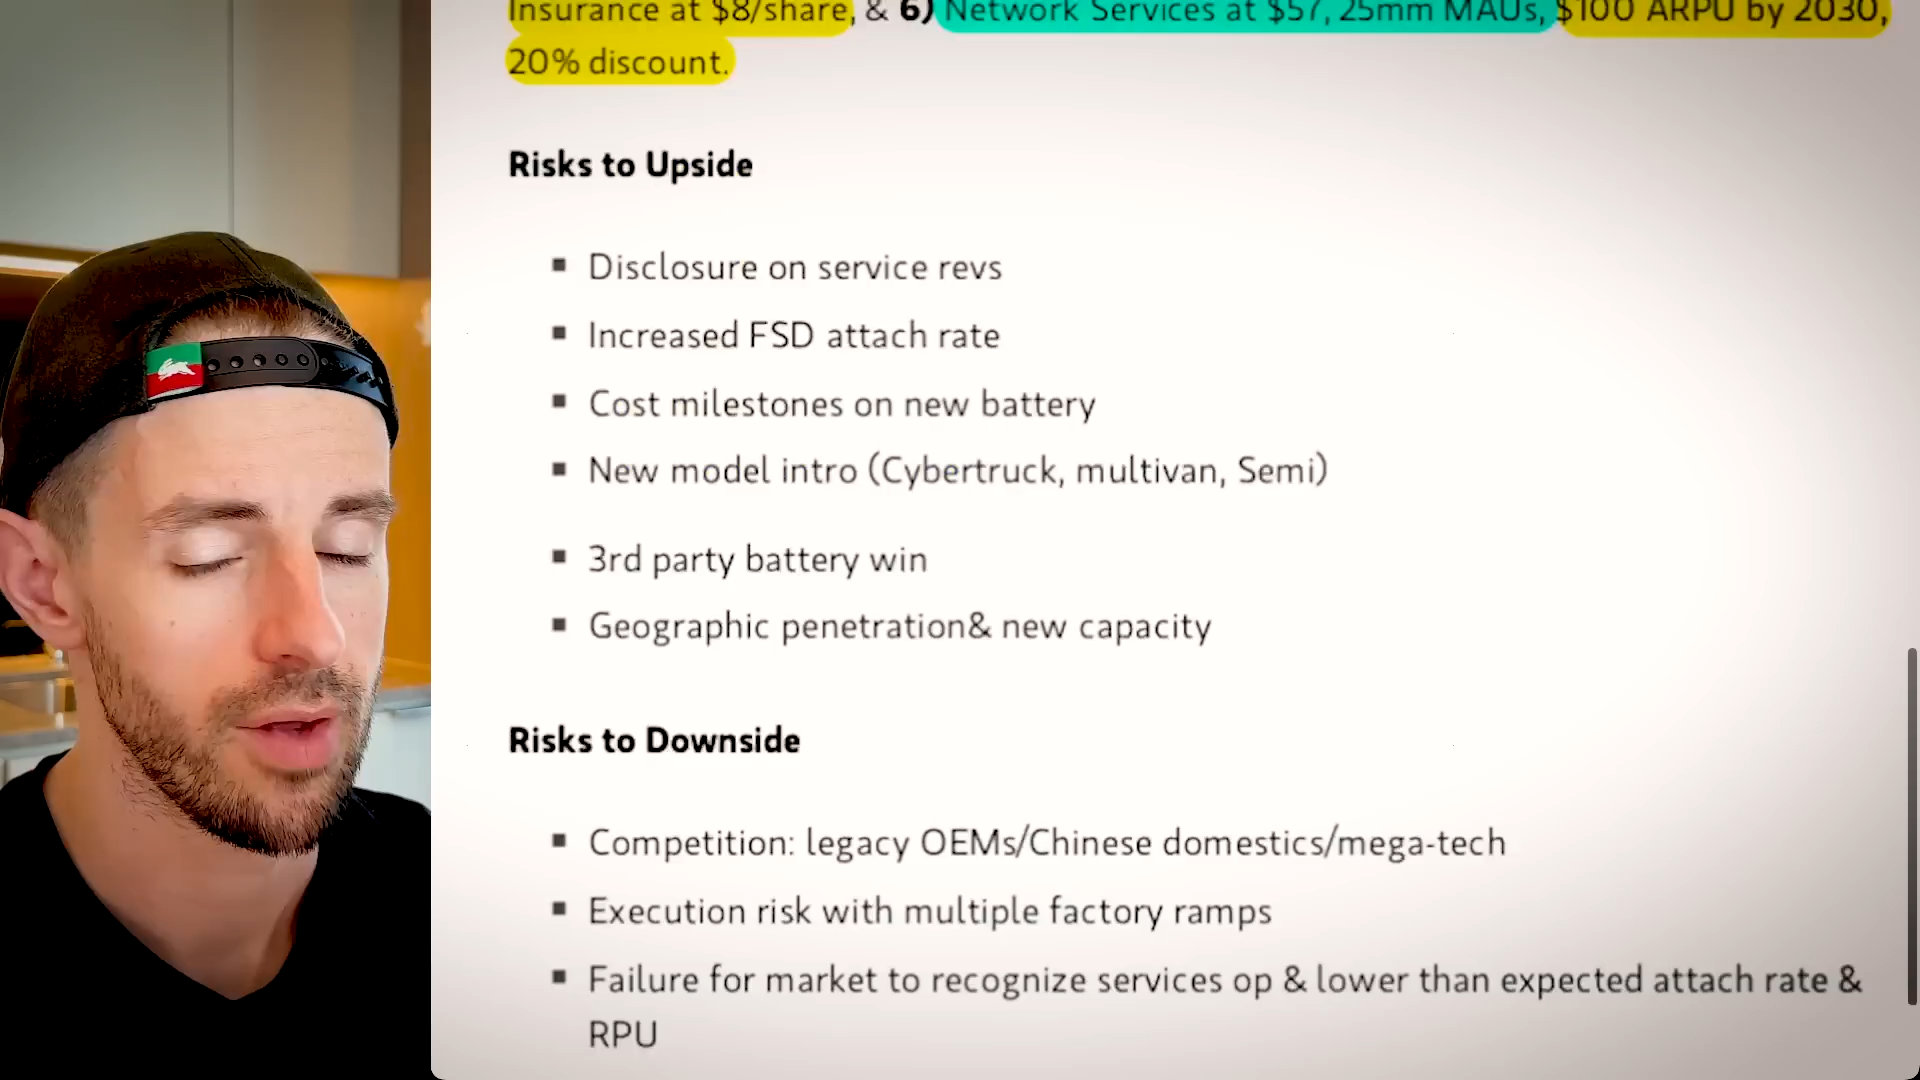 Insurance at $8/share, & 6) Network Services at $57, 25mm MAUs, $100 ARPU by 2030,
20% discount.
Risks to Upside
▪ Disclosure on service revs
▪ Increased FSD attach rate
▪ Cost milestones on new battery
▪ New model intro (Cybertruck, multivan, Semi)
▪ 3rd party battery win
▪ Geographic penetration& new capacity
Risks to Downside
▪ Competition: legacy OEMs/Chinese domestics/mega-tech
▪ Execution risk with multiple factory ramps
▪ Failure for market to recognize services op & lower than expected attach rate &
RPU